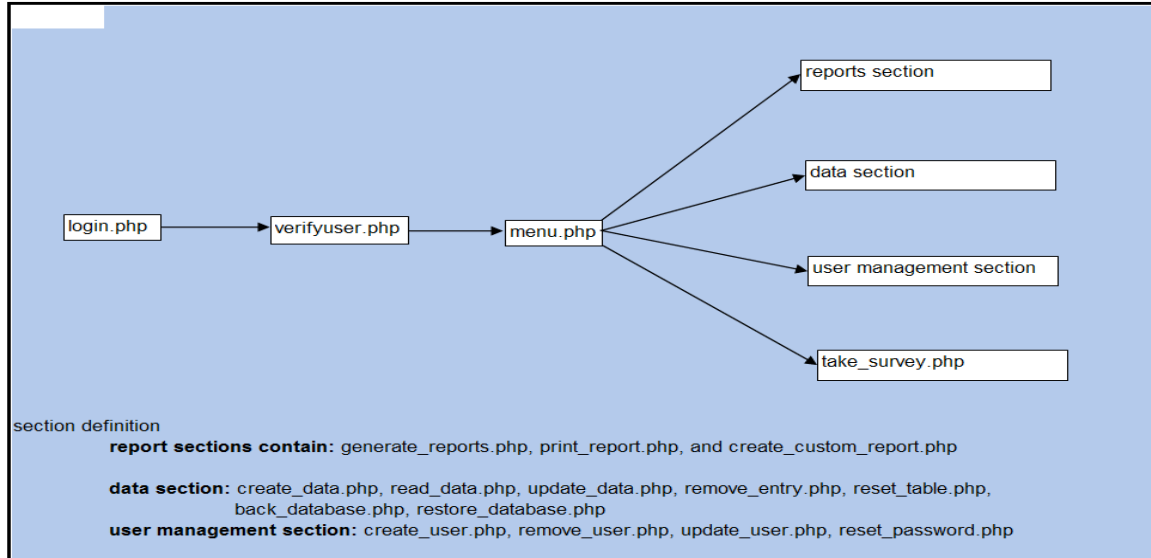 reports section
data section
login.php
verifyuser.php
menu.php
user management section
take_survey.php
section definition
report sections contain: generate_reports.php, print_report.php, and create_custom_report.php
data section: create_data.php, read_data.php, update_data.php, remove_entry.php, reset_table.php,
back_database.php, restore_database.php
user management section: create_user.php, remove_user.php, update_user.php, reset_password.php